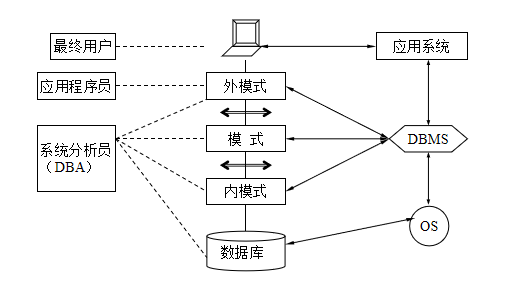 最终用户
应用系统
应用程序员
外模式
系统分析员
（DBA）
模 式
DBMS
内模式
OS
数据库